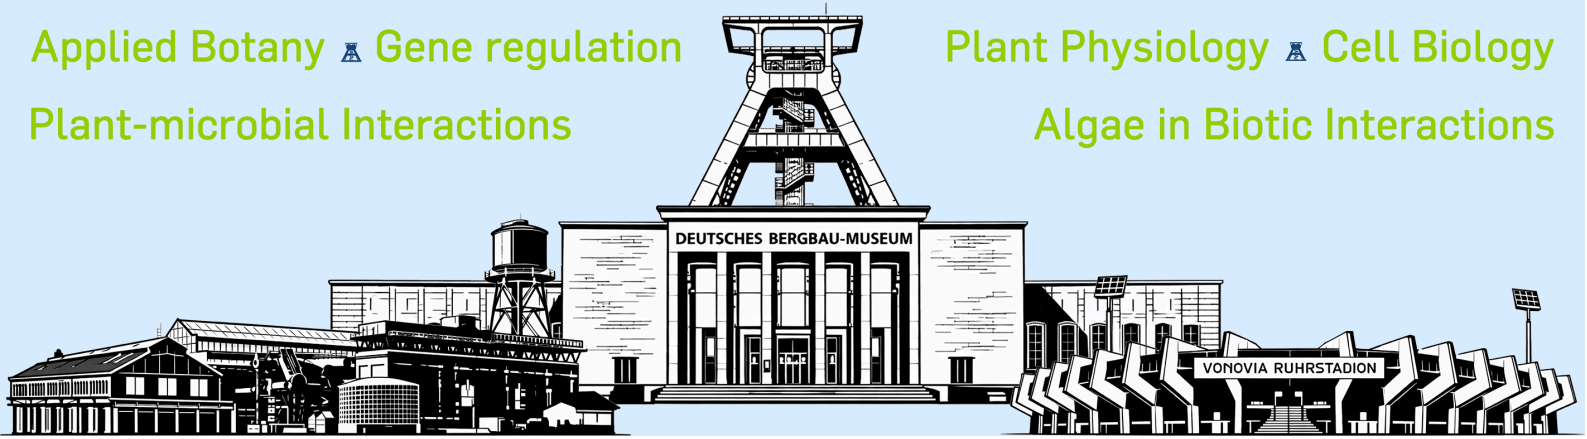 Applied Botany Gene regulation
Plant-microbial Interactions
Plant Physiology Cell Biology
Algae in Biotic Interactions
DEUTSCHES BERGBAU-MUSEUM
VONOVIA RUHRSTADION